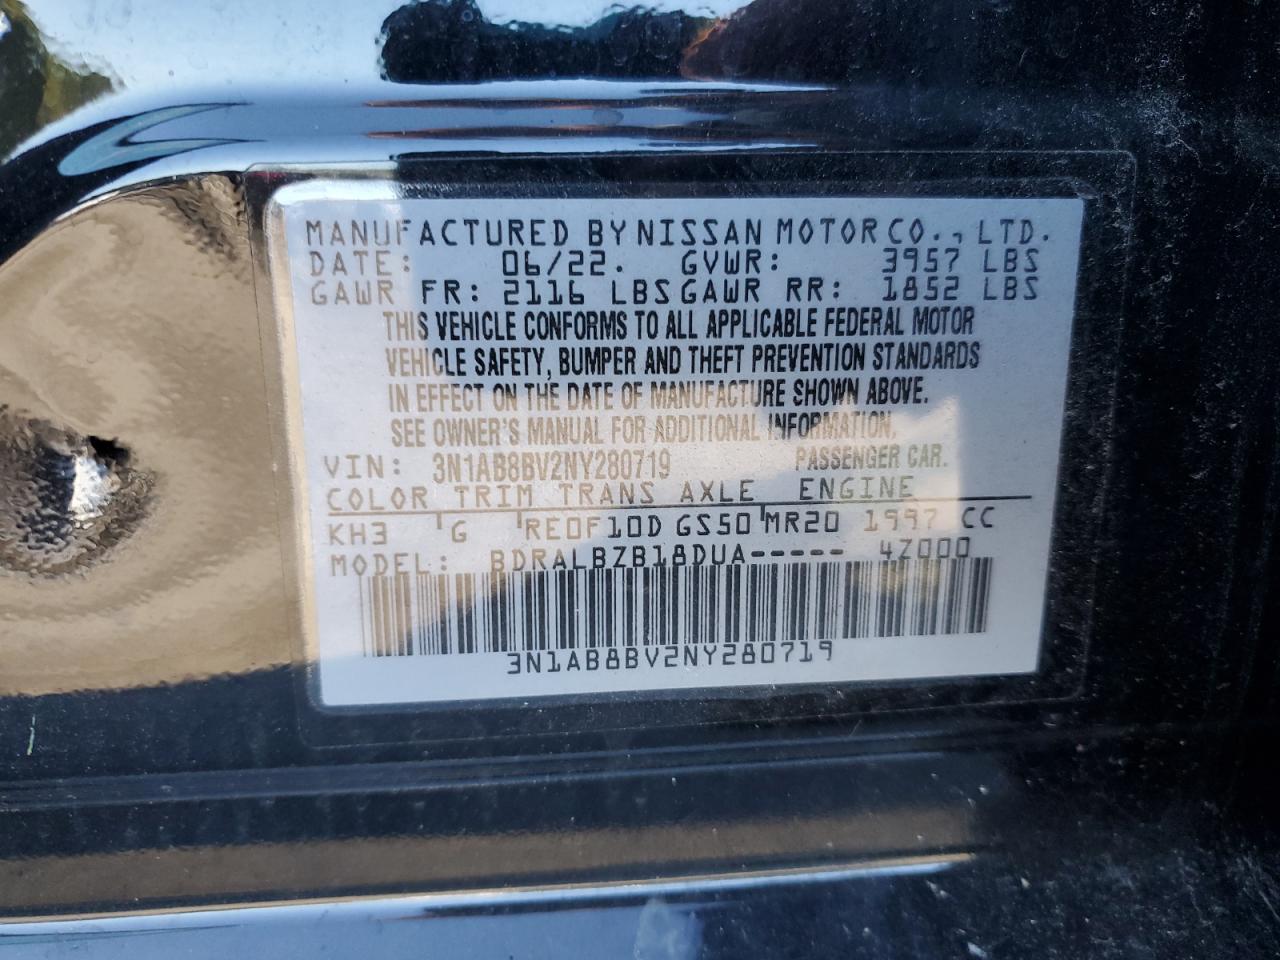 MANUFACTURED BY NISSAN MOTOR CO., LTD.
DATE: 06/22. GVWR: 3957 LBS
GAWR FR: 2116 LBS GAWR RR: 1852 LBS
THIS VEHICLE CONFORMS TO ALL APPLICABLE FEDERAL MOTOR
VEHICLE SAFETY, BUMPER AND THEFT PREVENTION STANDARDS
IN EFFECT ON THE DATE OF MANUFACTURE SHOWN ABOVE.
SEE OWNER'S MANUAL FOR ADDITIONAL INFORMATION.
VIN: 3N1AB8BV2NY280719 PASSENGER CAR.
COLOR TRIM TRANS AXLE ENGINE
KH3 G RE0F10D GS50 MR20 1997 CC
MODEL: BDRALBZB18DUA----- 4Z000
3N1AB8BV2NY280719